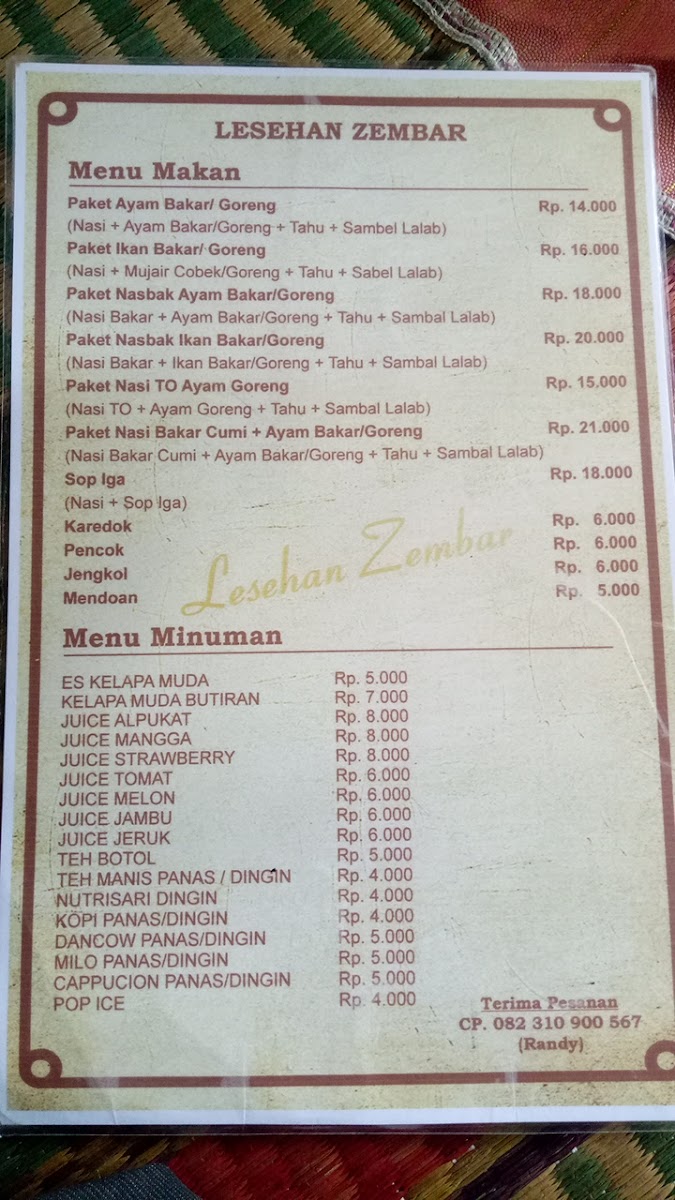 LESEHAN ZEMBAR
Menu Makan
Paket Ayam Bakar/ Goreng Rp. 14.000
(Nasi + Ayam Bakar/Goreng + Tahu + Sambel Lalab)
Paket Ikan Bakar/ Goreng Rp. 16.000
(Nasi + Mujair Cobek/Goreng + Tahu + Sabel Lalab)
Paket Nasbak Ayam Bakar/Goreng Rp. 18.000
(Nasi Bakar + Ayam Bakar/Goreng + Tahu + Sambal Lalab)
Paket Nasbak Ikan Bakar/Goreng Rp. 20.000
(Nasi Bakar + Ikan Bakar/Goreng + Tahu + Sambal Lalab)
Paket Nasi TO Ayam Goreng Rp. 15.000
(Nasi TO + Ayam Goreng + Tahu + Sambal Lalab)
Paket Nasi Bakar Cumi + Ayam Bakar/Goreng Rp. 21.000
(Nasi Bakar Cumi + Ayam Bakar/Goreng + Tahu + Sambal Lalab)
Sop Iga Rp. 18.000
(Nasi + Sop Iga)
Karedok Rp. 6.000
Pencok Rp. 6.000
Jengkol Rp. 6.000
Mendoan Rp. 5.000
Lesehan Zembar
Menu Minuman
ES KELAPA MUDA Rp. 5.000
KELAPA MUDA BUTIRAN Rp. 7.000
JUICE ALPUKAT Rp. 8.000
JUICE MANGGA Rp. 8.000
JUICE STRAWBERRY Rp. 8.000
JUICE TOMAT Rp. 6.000
JUICE MELON Rp. 6.000
JUICE JAMBU Rp. 6.000
JUICE JERUK Rp. 6.000
TEH BOTOL Rp. 5.000
TEH MANIS PANAS / DINGIN Rp. 4.000
NUTRISARI DINGIN Rp. 4.000
KOPI PANAS/DINGIN Rp. 4.000
DANCOW PANAS/DINGIN Rp. 5.000
MILO PANAS/DINGIN Rp. 5.000
CAPPUCION PANAS/DINGIN Rp. 5.000
POP ICE Rp. 4.000
Terima Pesanan
CP. 082 310 900 567
(Randy)